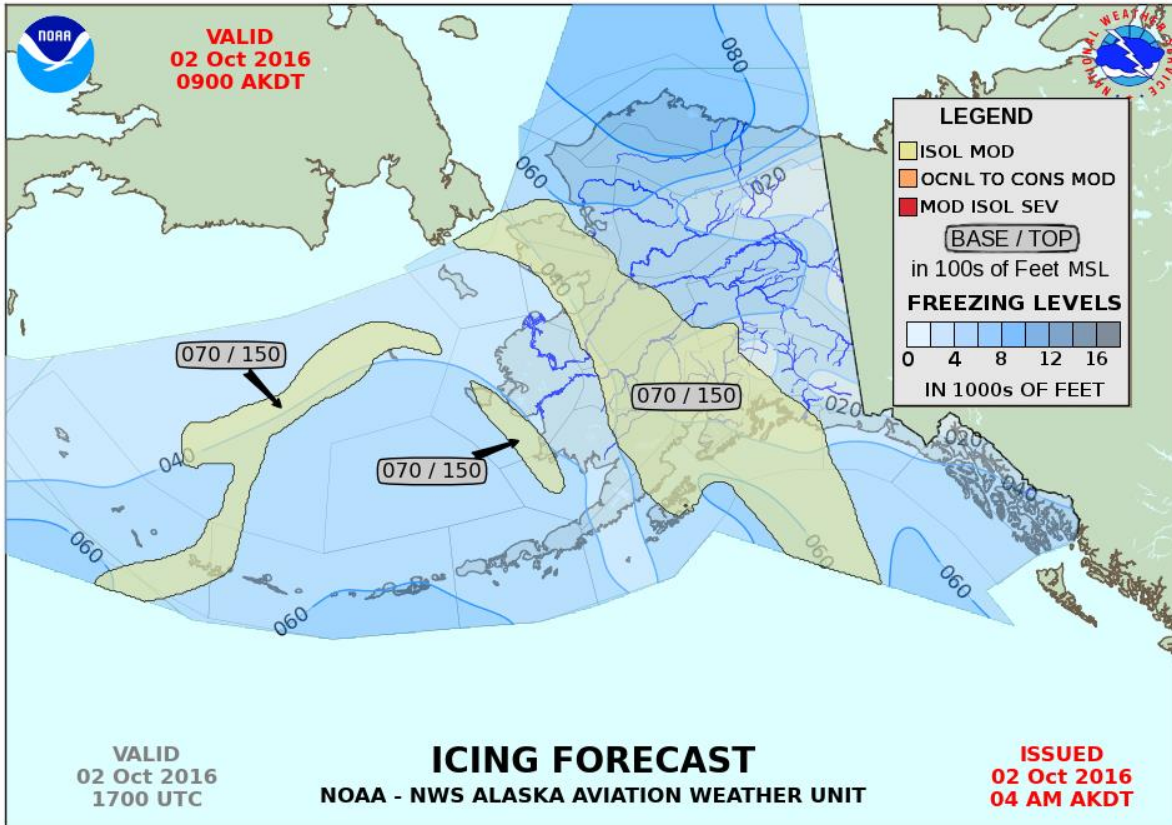 NOAA
VALID
02 Oct 2016
0900 AKDT
NATIONAL WEATHER SERVICE
080
060
020
040
LEGEND
ISOL MOD
OCNL TO CONS MOD
MOD ISOL SEV
BASE / TOP
in 100s of Feet MSL
FREEZING LEVELS
0 4 8 12 16
IN 1000s OF FEET
070 / 150
070 / 150
070 / 150
020
020
040
040
060
060
060
060
VALID
02 Oct 2016
1700 UTC
ICING FORECAST
NOAA - NWS ALASKA AVIATION WEATHER UNIT
ISSUED
02 Oct 2016
04 AM AKDT